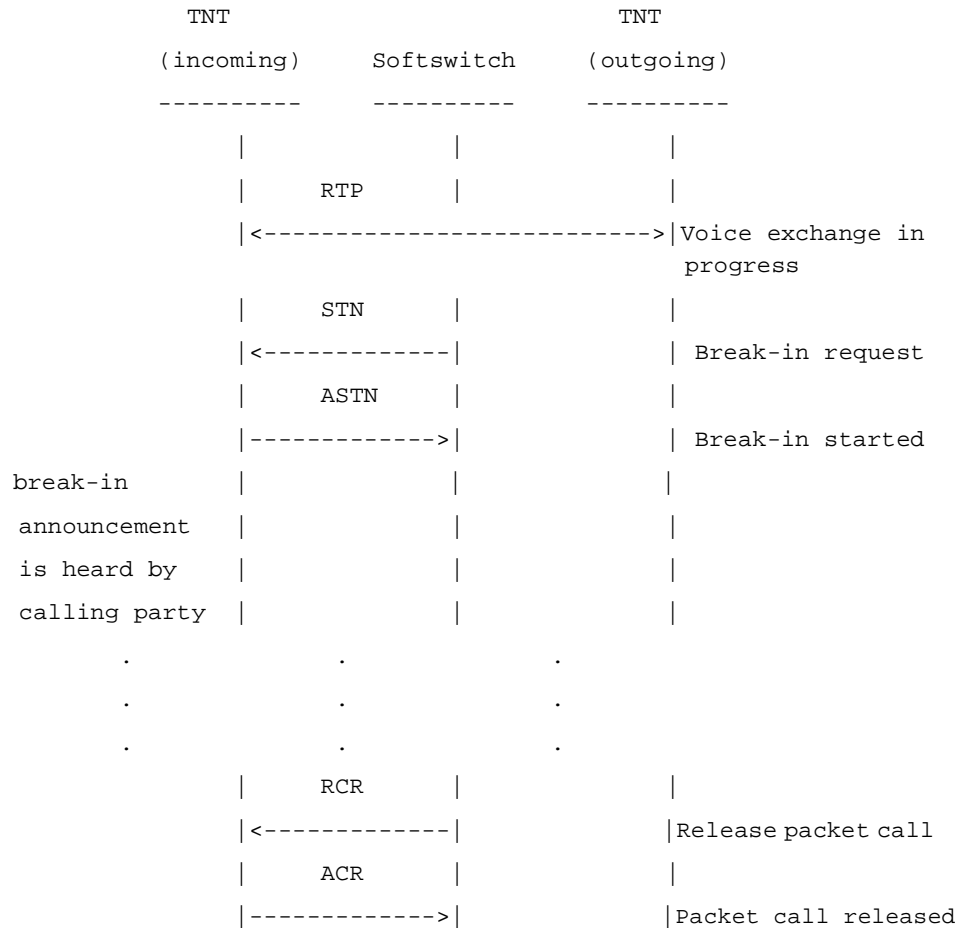 TNT TNT
(incoming) Softswitch (outgoing)
---------- ---------- ----------
| | |
| RTP | |
|<--------------------------->|Voice exchange in
progress
| STN | |
|<-------------| | Break-in request
| ASTN | |
|------------->| | Break-in started
break-in | | |
announcement | | |
is heard by | | |
calling party | | |
. . .
. . .
. . .
| RCR | |
|<-------------| |Release packet call
| ACR | |
|------------->| |Packet call released